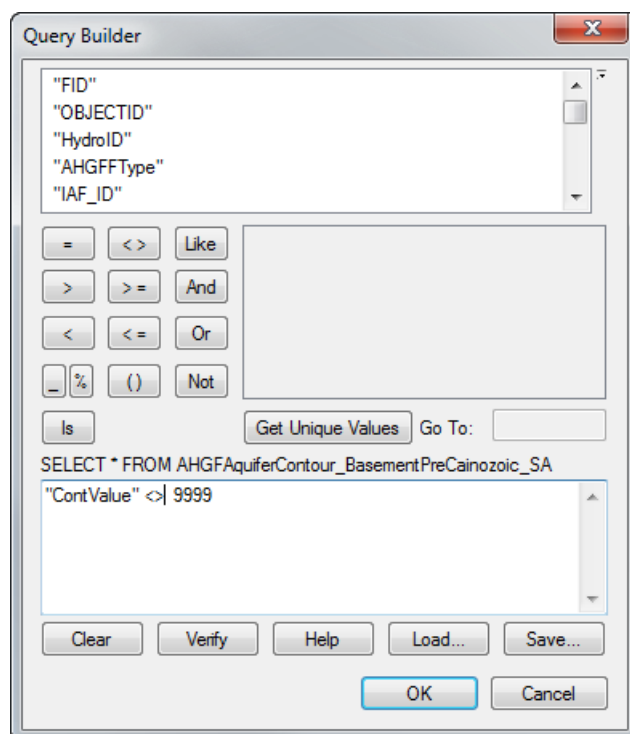 Query Builder
"FID"
"OBJECTID"
"HydroID"
"AHGFFType"
"IAF_ID"
= < > Like
> > = And
< < = Or
_ % ( ) Not
Is Get Unique Values Go To:
SELECT * FROM AHGFAquiferContour_BasementPreCainozoic_SA
"ContValue" <> 9999
Clear Verify Help Load... Save...
OK Cancel